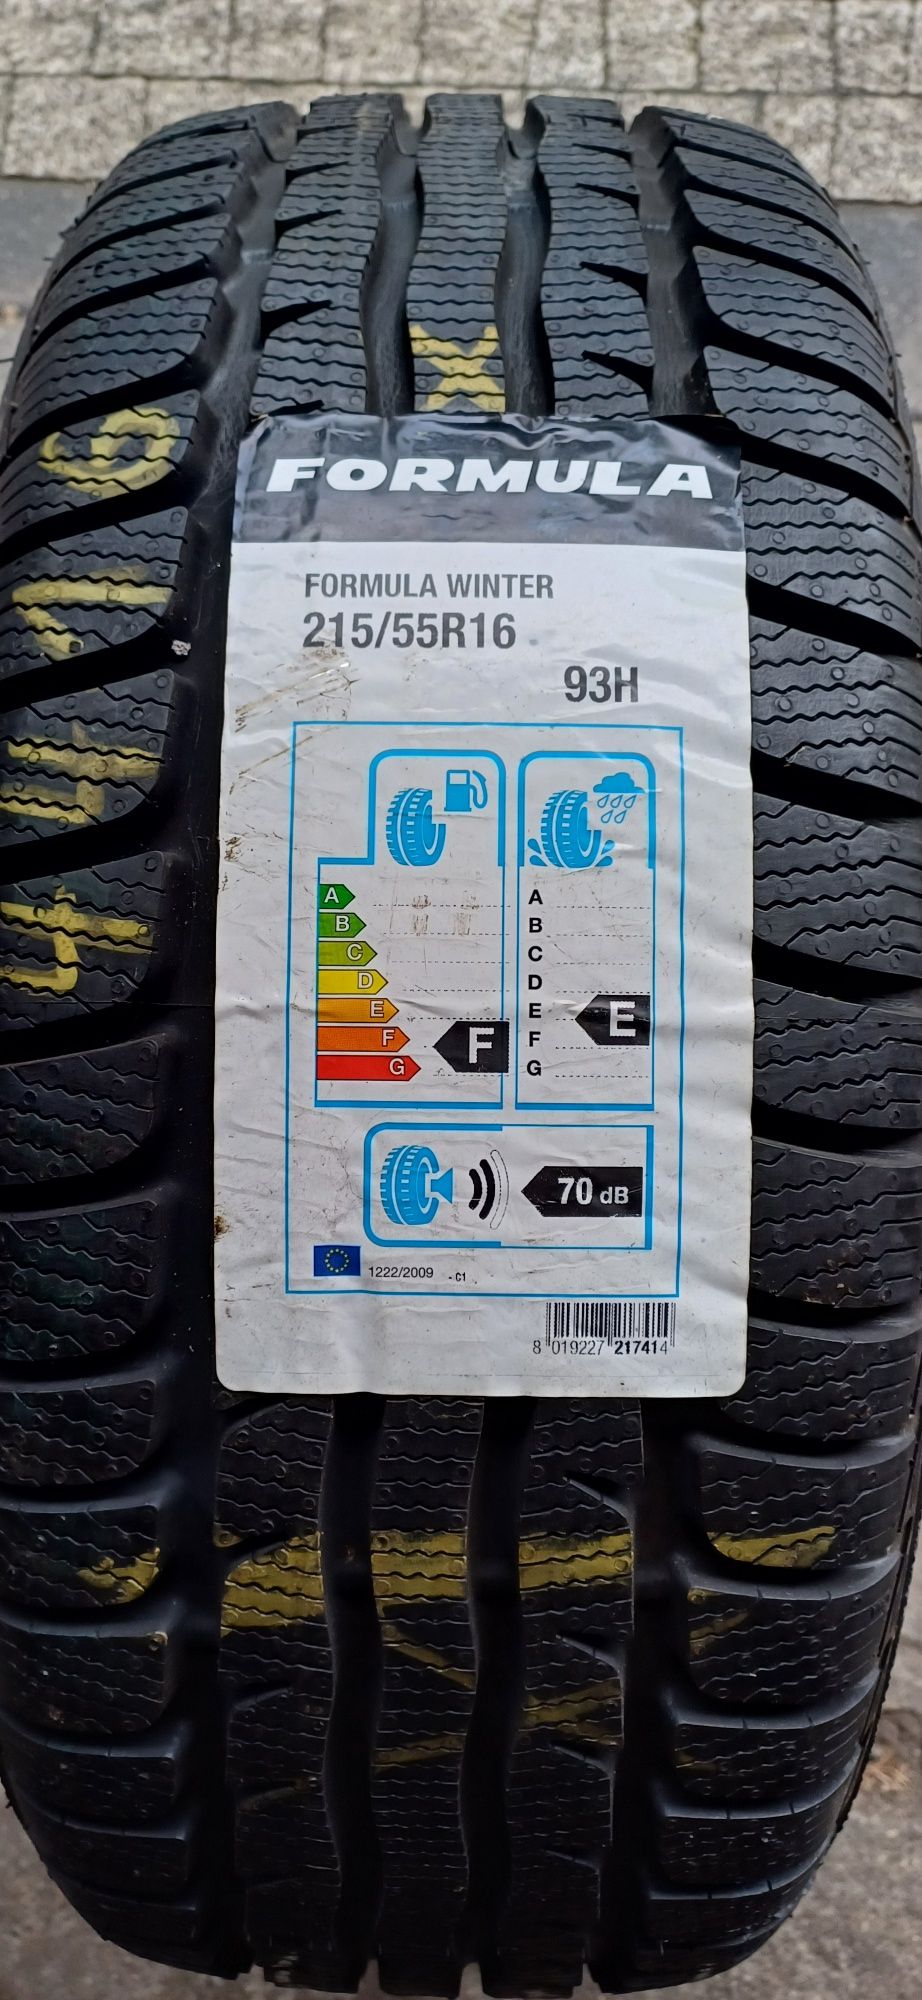 FORMULA
FORMULA WINTER
215/55R16
93H
A
B
C
D
E
F
G
F
A
B
C
D
E
F
G
E
70 dB
1222/2009 - C1
8 019227 217414